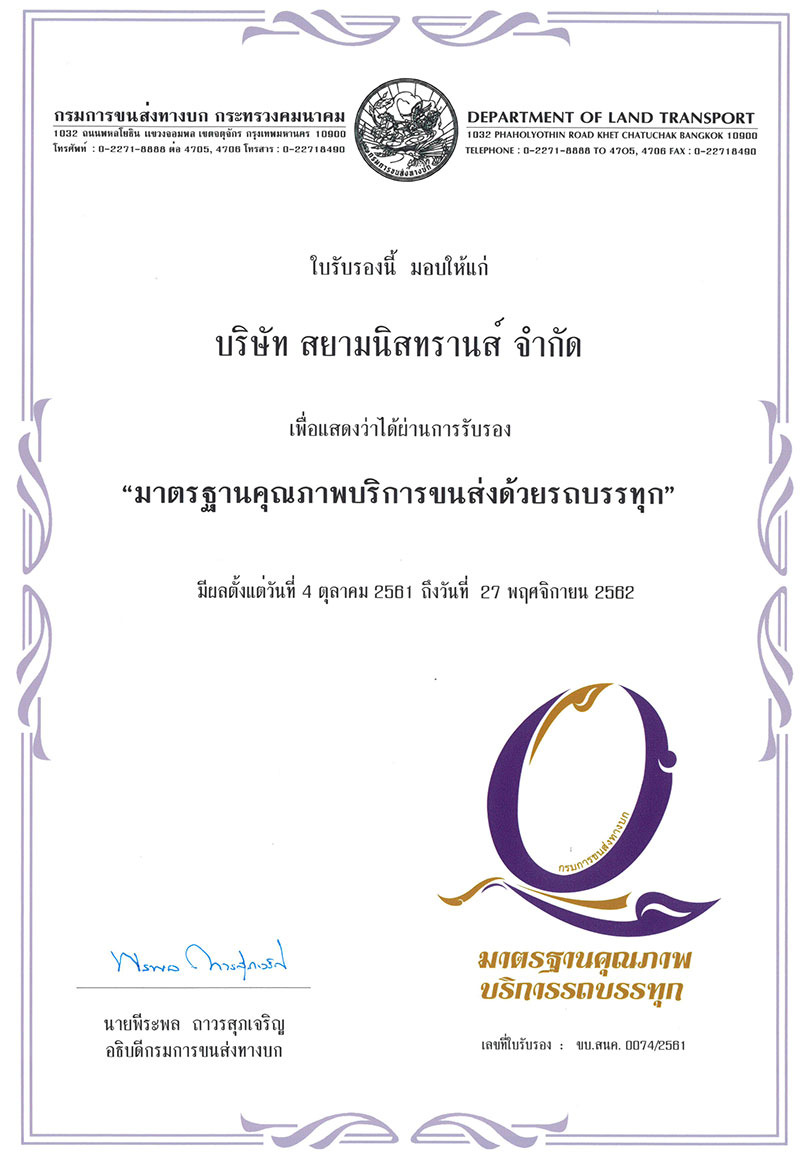 กรมการขนส่งทางบก กระทรวงคมนาคม
1032 ถนนพหลโยธิน แขวงจอมพล เขตจตุจักร กรุงเทพมหานคร 10900
โทรศัพท์ : 0-2271-8888 ต่อ 4705, 4706 โทรสาร : 0-22718490
กรมการขนส่งทางบก
DEPARTMENT OF LAND TRANSPORT
1032 PHAHOLYOTHIN ROAD KHET CHATUCHAK BANGKOK 10900
TELEPHONE : 0-2271-8888 TO 4705, 4706 FAX : 0-22718490
ใบรับรองนี้ มอบให้แก่
บริษัท สยามนิสทรานส์ จำกัด
เพื่อแสดงว่าได้ผ่านการรับรอง
“มาตรฐานคุณภาพบริการขนส่งด้วยรถบรรทุก”
มีผลตั้งแต่วันที่ 4 ตุลาคม 2561 ถึงวันที่ 27 พฤศจิกายน 2562
กรมการขนส่งทางบก
มาตรฐานคุณภาพ
บริการรถบรรทุก
เลขที่ใบรับรอง : ขบ.สนค. 0074/2561
พีรพล ถาวรสุภเจริญ
นายพีระพล ถาวรสุภเจริญ
อธิบดีกรมการขนส่งทางบก